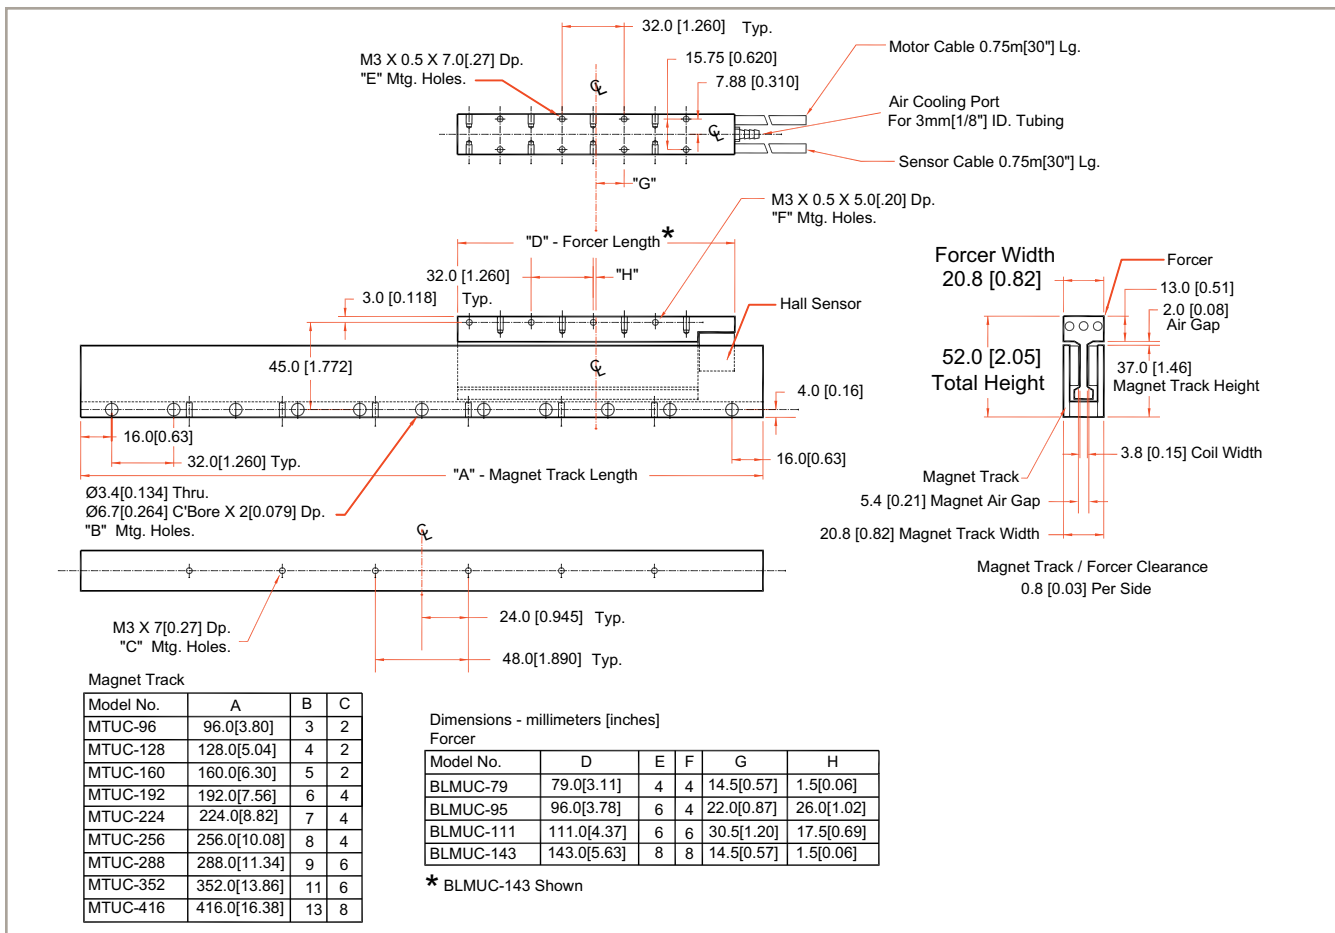 32.0 [1.260] Typ.
M3 X 0.5 X 7.0[.27] Dp.
"E" Mtg. Holes.
15.75 [0.620]
7.88 [0.310]
Motor Cable 0.75m[30"] Lg.
Air Cooling Port
For 3mm[1/8"] ID. Tubing
Sensor Cable 0.75m[30"] Lg.
℄
℄
"G"
M3 X 0.5 X 5.0[.20] Dp.
"F" Mtg. Holes.
"D" - Forcer Length*
32.0 [1.260]
Typ.
"H"
3.0 [0.118]
Hall Sensor
45.0 [1.772]
℄
4.0 [0.16]
16.0[0.63]
32.0[1.260] Typ.
"A" - Magnet Track Length
16.0[0.63]
Ø3.4[0.134] Thru.
Ø6.7[0.264] C'Bore X 2[0.079] Dp.
"B" Mtg. Holes.
℄
24.0 [0.945] Typ.
48.0[1.890] Typ.
M3 X 7[0.27] Dp.
"C" Mtg. Holes.
Forcer Width
20.8 [0.82]
Forcer
13.0 [0.51]
2.0 [0.08]
Air Gap
52.0 [2.05]
Total Height
37.0 [1.46]
Magnet Track Height
3.8 [0.15] Coil Width
Magnet Track
5.4 [0.21] Magnet Air Gap
20.8 [0.82] Magnet Track Width
Magnet Track / Forcer Clearance
0.8 [0.03] Per Side
Magnet Track
Model No. A B C
MTUC-96 96.0[3.80] 3 2
MTUC-128 128.0[5.04] 4 2
MTUC-160 160.0[6.30] 5 2
MTUC-192 192.0[7.56] 6 4
MTUC-224 224.0[8.82] 7 4
MTUC-256 256.0[10.08] 8 4
MTUC-288 288.0[11.34] 9 6
MTUC-352 352.0[13.86] 11 6
MTUC-416 416.0[16.38] 13 8
Dimensions - millimeters [inches]
Forcer
Model No. D E F G H
BLMUC-79 79.0[3.11] 4 4 14.5[0.57] 1.5[0.06]
BLMUC-95 96.0[3.78] 6 4 22.0[0.87] 26.0[1.02]
BLMUC-111 111.0[4.37] 6 6 30.5[1.20] 17.5[0.69]
BLMUC-143 143.0[5.63] 8 8 14.5[0.57] 1.5[0.06]
* BLMUC-143 Shown